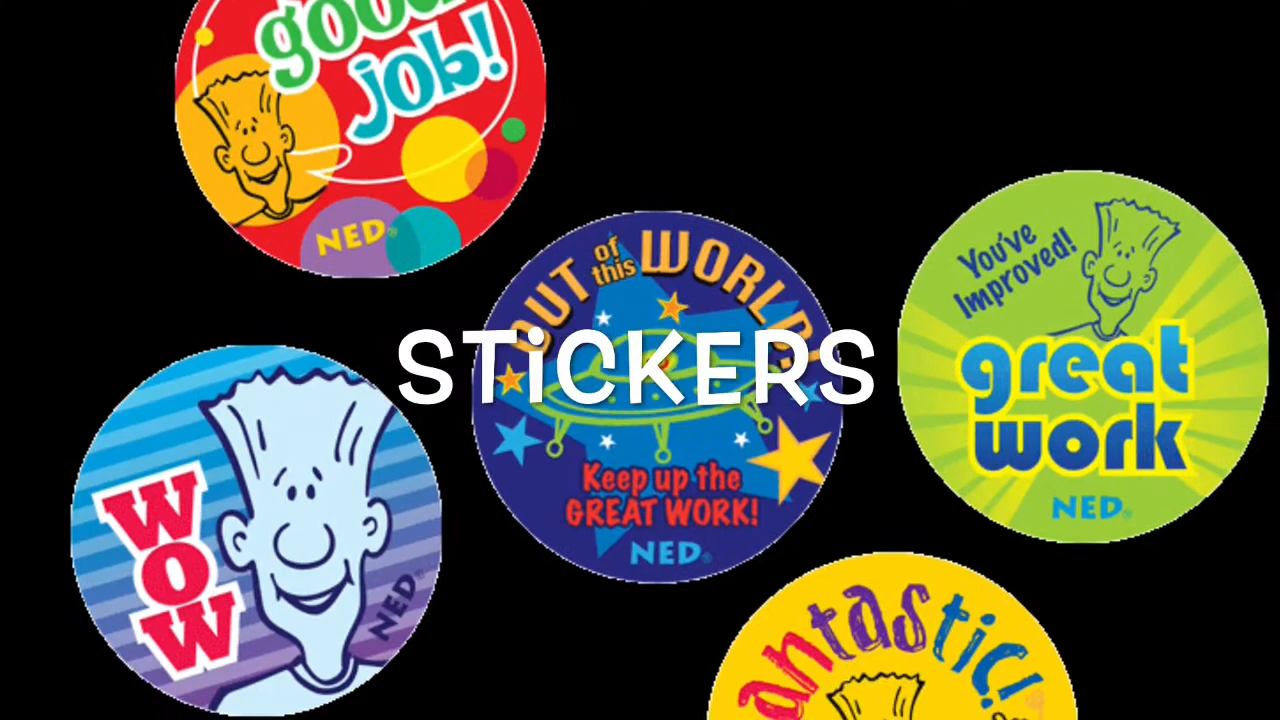 good
job!
NED®
OUT of this WORLD!
Keep up the
GREAT WORK!
NED®
STiCKERS
You've
Improved!
great
work
NED®
WOW
NED®
antastic!